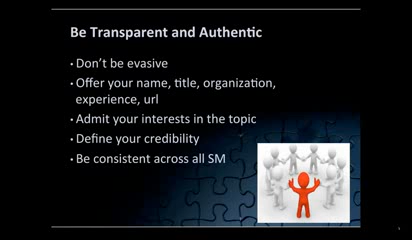 Be Transparent and Authentic
• Don't be evasive
• Offer your name, title, organization,
experience, url
• Admit your interests in the topic
• Define your credibility
• Be consistent across all SM